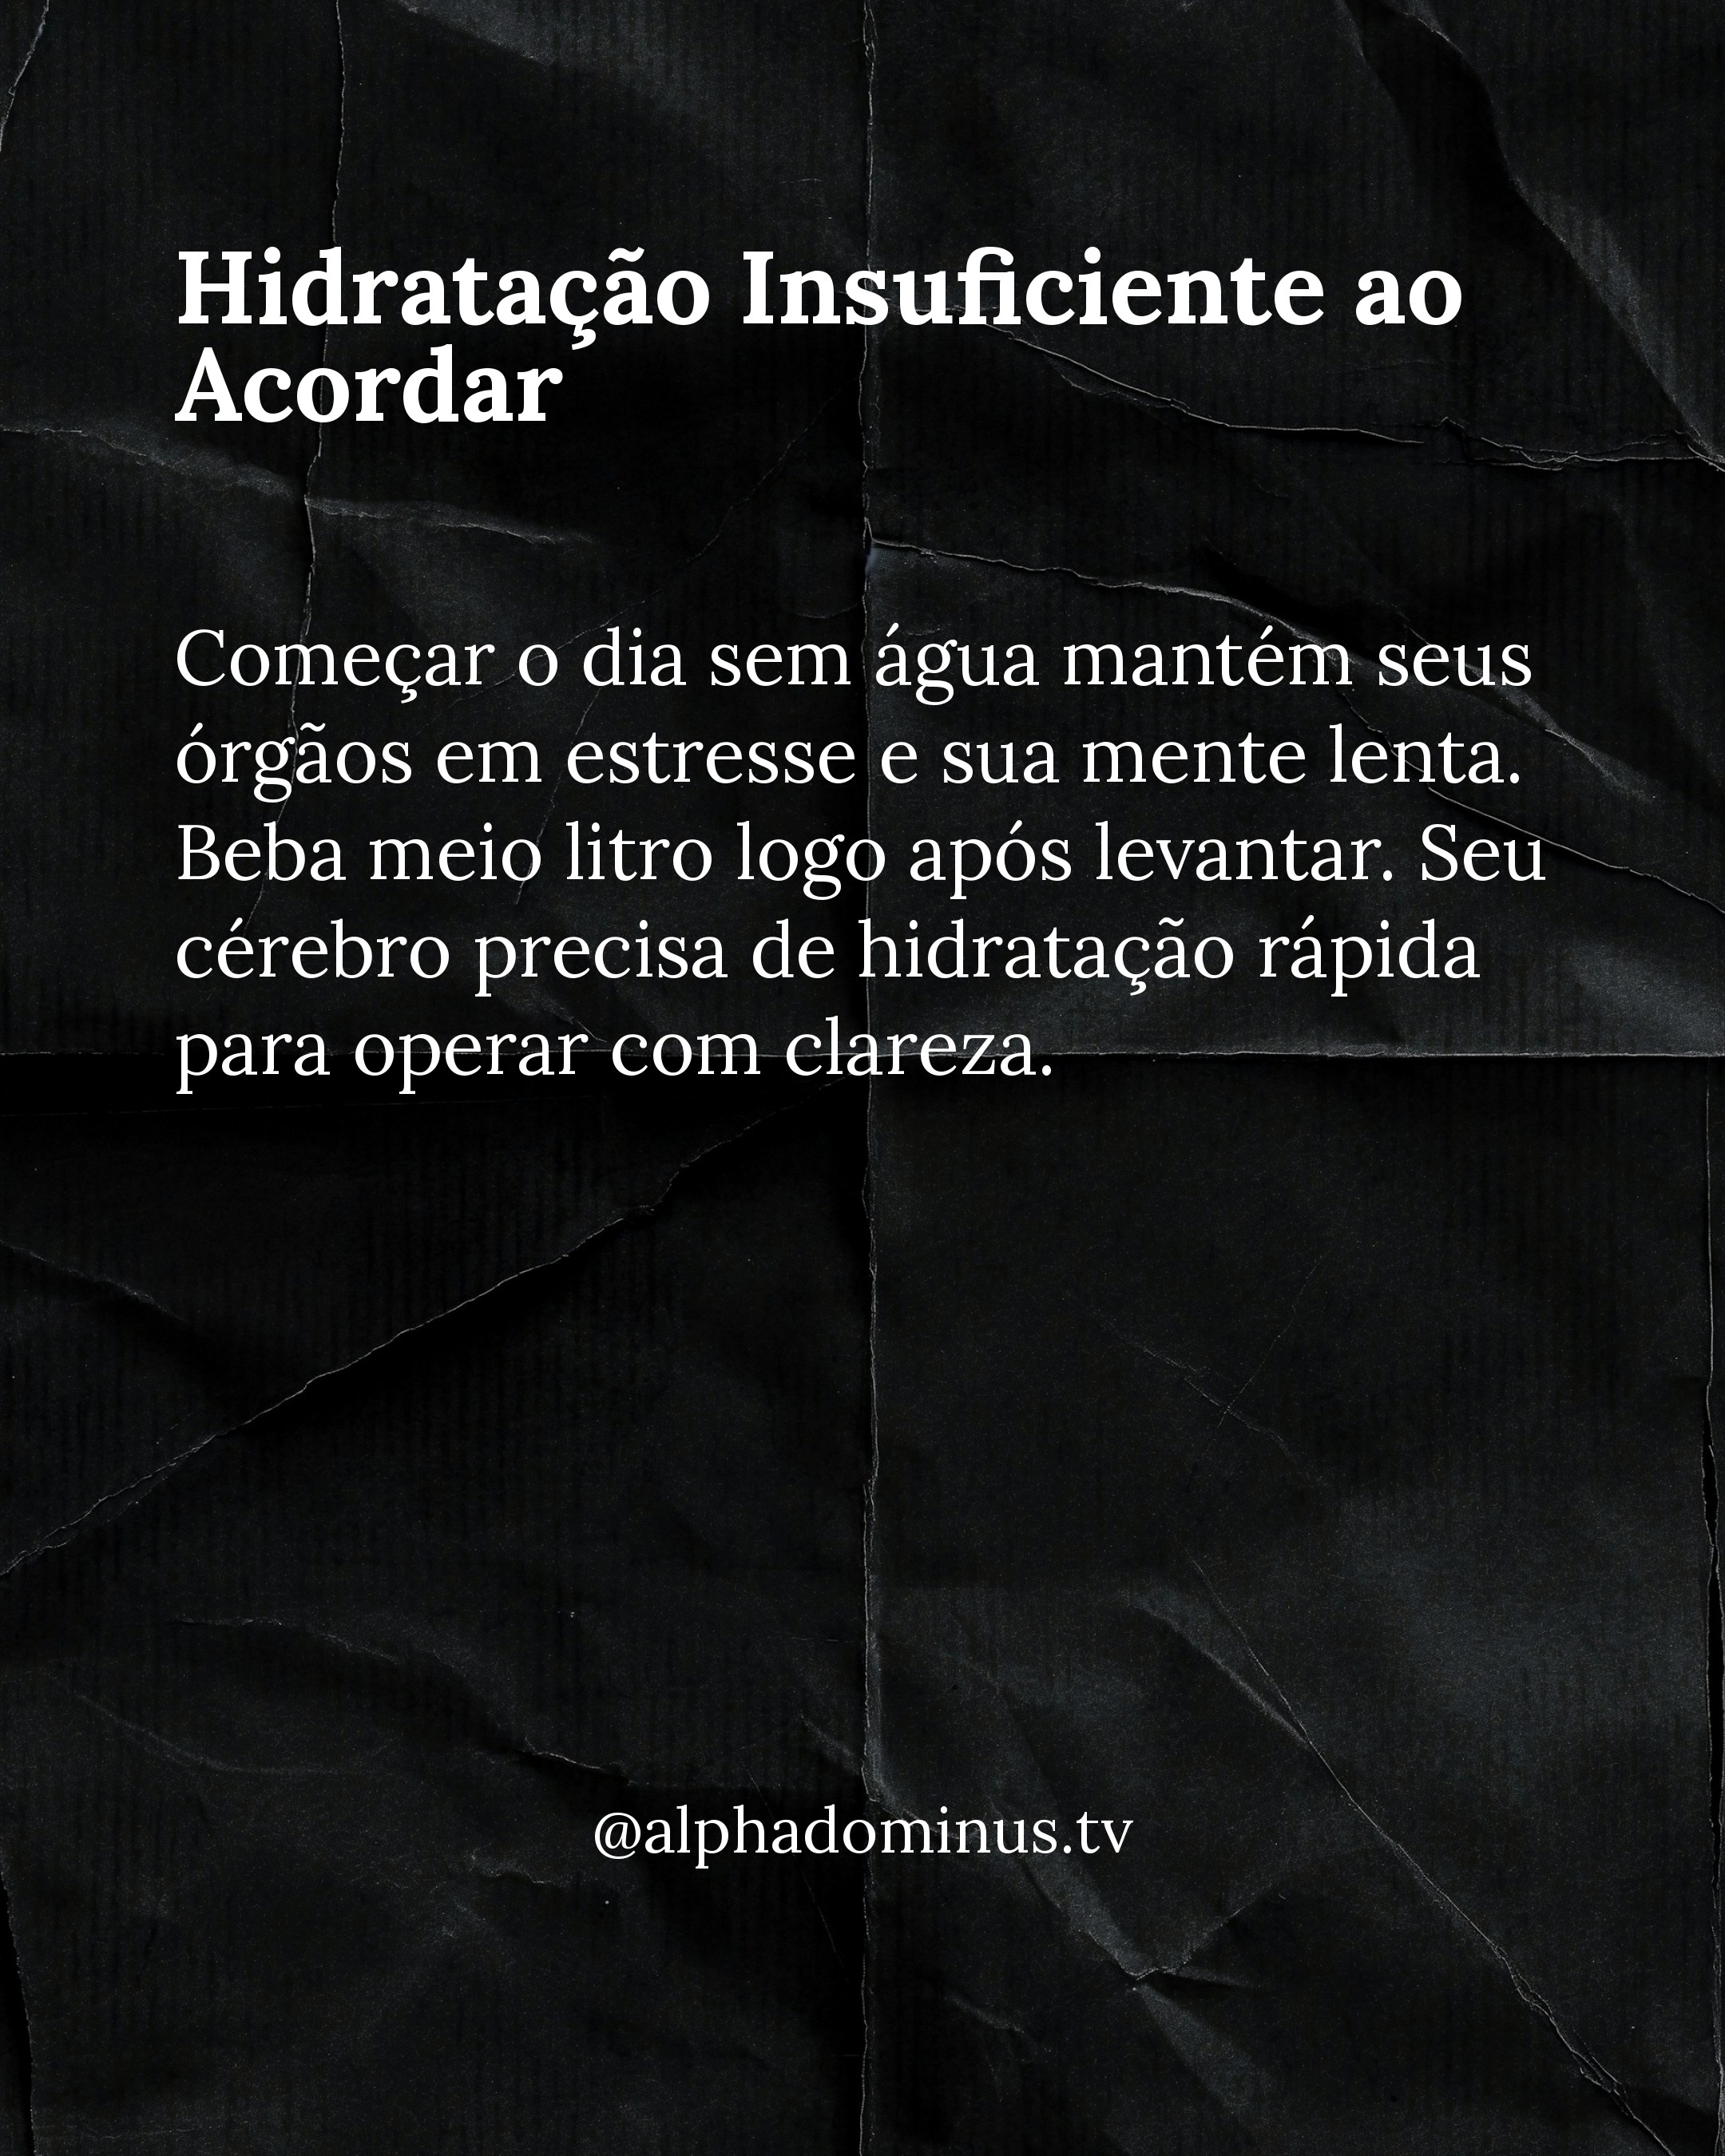 Hidratação Insuficiente ao
Acordar
Começar o dia sem água mantém seus
órgãos em estresse e sua mente lenta.
Beba meio litro logo após levantar. Seu
cérebro precisa de hidratação rápida
para operar com clareza.
@alphadominus.tv